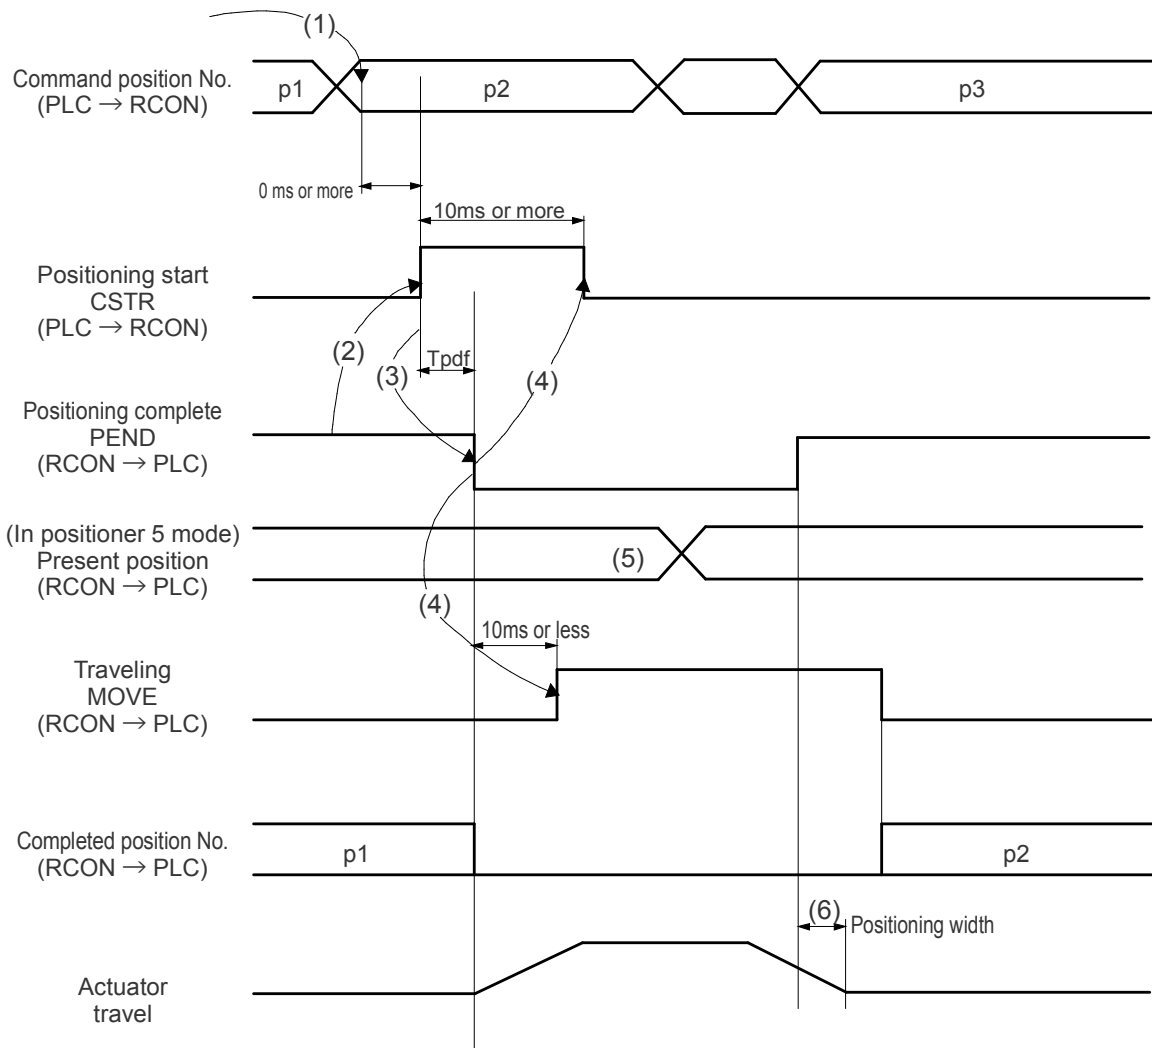 (1)
Command position No.
(PLC → RCON)
p1
p2
p3
0 ms or more
10ms or more
Positioning start
CSTR
(PLC → RCON)
(2)
(3)
Tpdf
(4)
Positioning complete
PEND
(RCON → PLC)
(In positioner 5 mode)
Present position
(RCON → PLC)
(5)
(4)
10ms or less
Traveling
MOVE
(RCON → PLC)
Completed position No.
(RCON → PLC)
p1
p2
(6)
Positioning width
Actuator
travel